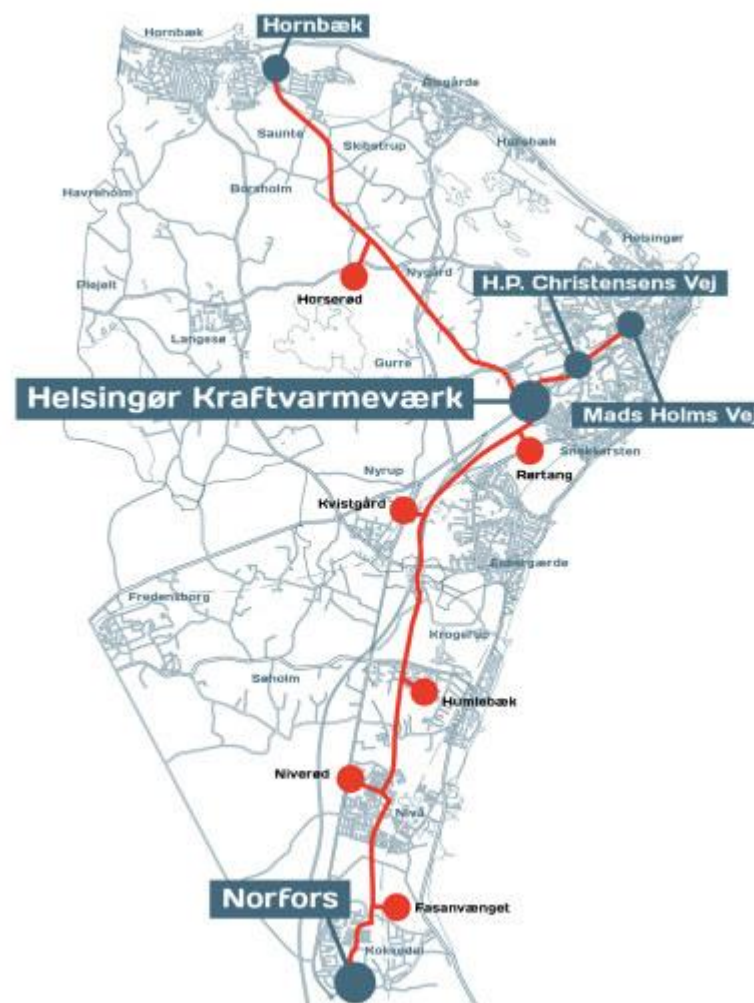 Hornbæk
Hornbæk
Ålsgårde
Saunte
Skibstrup
Hellebæk
Havreholm
Borsholm
Helsingør
Nygård
Horserød
H.P. Christensens Vej
Plejelt
Langesø
Gurre
Helsingør Kraftvarmeværk
Mads Holms Vej
Snekkersten
Rørtang
Nyrup
Kvistgård
Espergærde
Fredensborg
Krogerup
Søholm
Humlebæk
Niverød
Nivå
Norfors
Fasanvænget
Kokkedal